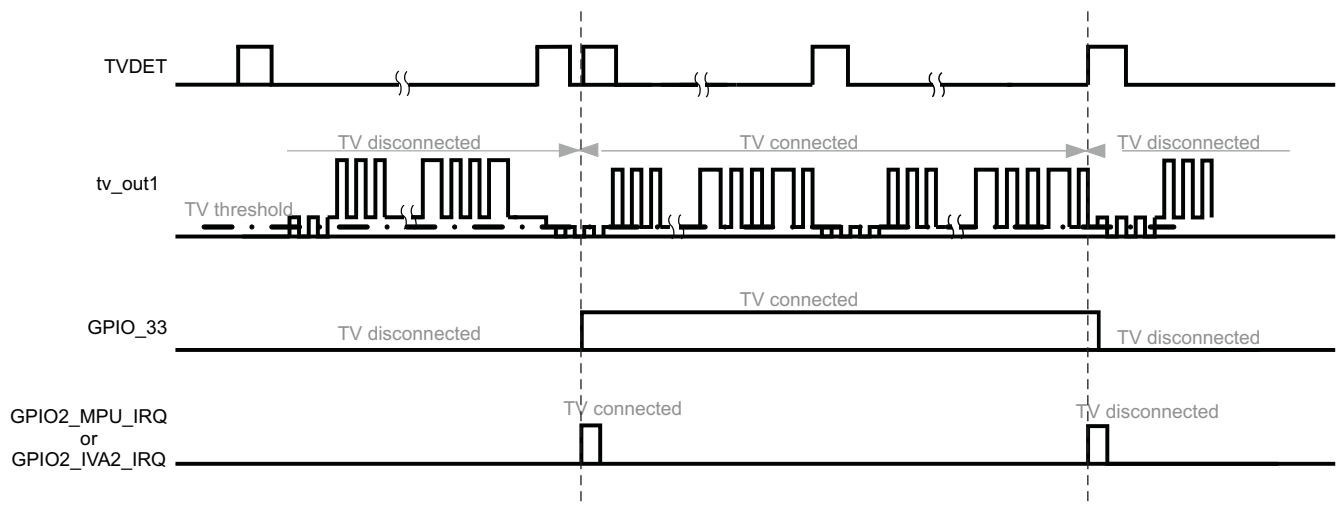 TVDET
TV disconnected
TV connected
TV disconnected
tv_out1
TV threshold
TV connected
GPIO_33
TV disconnected
TV disconnected
GPIO2_MPU_IRQ
or
GPIO2_IVA2_IRQ
TV connected
TV disconnected